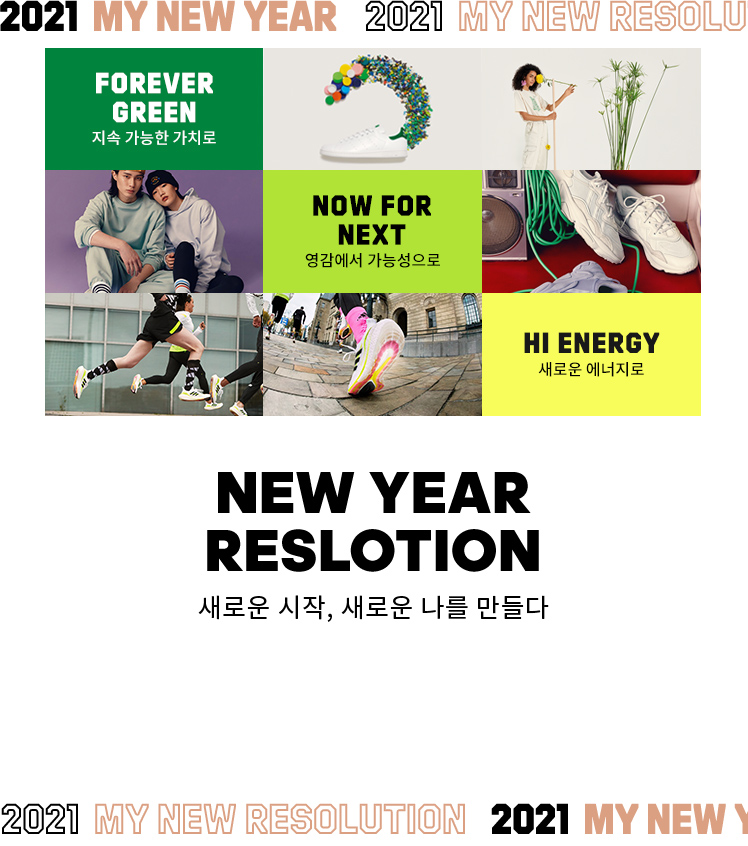 2021 MY NEW YEAR 2021 MY NEW RESOLU
FOREVER
GREEN
지속 가능한 가치로
NOW FOR
NEXT
영감에서 가능성으로
HI ENERGY
새로운 에너지로
NEW YEAR
RESLOTION
새로운 시작, 새로운 나를 만들다
2021 MY NEW RESOLUTION 2021 MY NEW Y